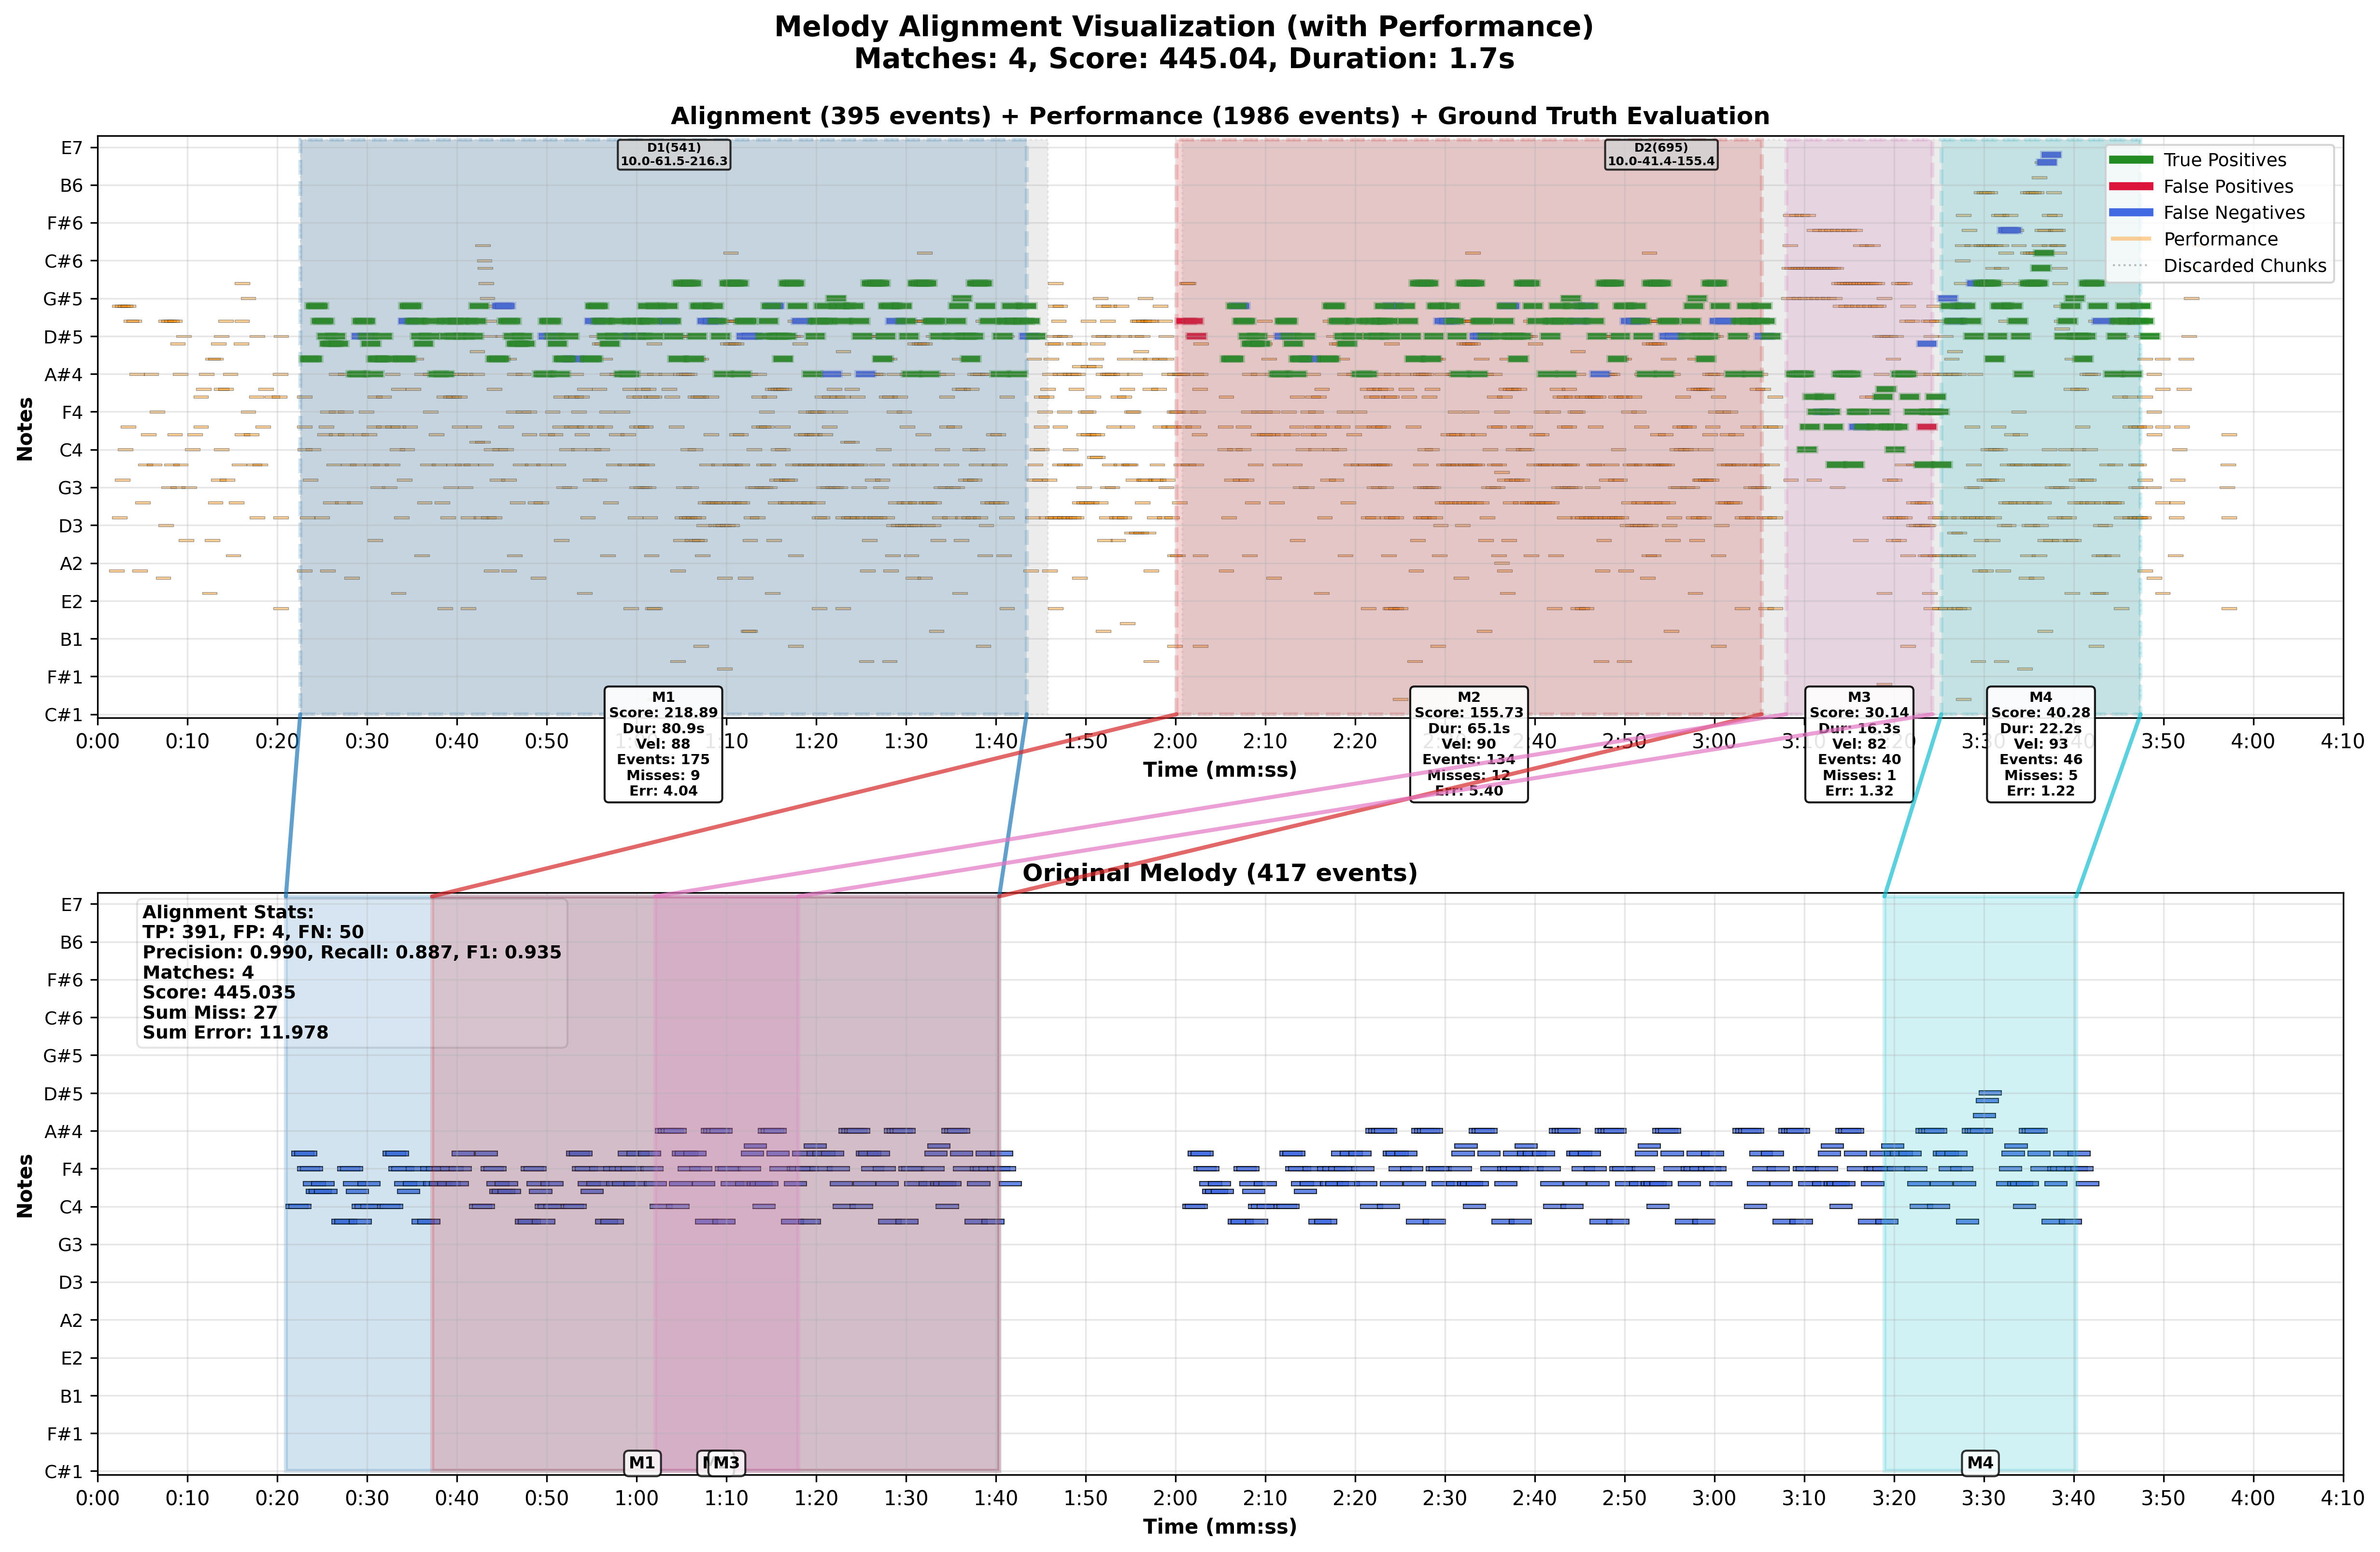 Melody Alignment Visualization (with Performance)
Matches: 4, Score: 445.04, Duration: 1.7s
Alignment (395 events) + Performance (1986 events) + Ground Truth Evaluation
E7
B6
F#6
C#6
G#5
D#5
A#4
F4
C4
G3
D3
A2
E2
B1
F#1
C#1
Notes
D1(541)
10.0-61.5-216.3
D2(695)
10.0-41.4-155.4
True Positives
False Positives
False Negatives
Performance
Discarded Chunks
M1
Score: 218.89
Dur: 80.9s
Vel: 88
Events: 175
Misses: 9
Err: 4.04
M2
Score: 155.73
Dur: 65.1s
Vel: 90
Events: 134
Misses: 12
Err: 5.40
M3
Score: 30.14
Dur: 16.3s
Vel: 82
Events: 40
Misses: 1
Err: 1.32
M4
Score: 40.28
Dur: 22.2s
Vel: 93
Events: 46
Misses: 5
Err: 1.22
0:00 0:10 0:20 0:30 0:40 0:50 1:20 1:30 1:40 1:50 2:00 2:10 2:20 2:40 2:50 3:00 3:50 4:00 4:10
Time (mm:ss)
Original Melody (417 events)
Alignment Stats:
TP: 391, FP: 4, FN: 50
Precision: 0.990, Recall: 0.887, F1: 0.935
Matches: 4
Score: 445.035
Sum Miss: 27
Sum Error: 11.978
E7
B6
F#6
C#6
G#5
D#5
A#4
F4
C4
G3
D3
A2
E2
B1
F#1
C#1
Notes
M1
M3
M4
0:00 0:10 0:20 0:30 0:40 0:50 1:00 1:10 1:20 1:30 1:40 1:50 2:00 2:10 2:20 2:30 2:40 2:50 3:00 3:10 3:20 3:30 3:40 3:50 4:00 4:10
Time (mm:ss)